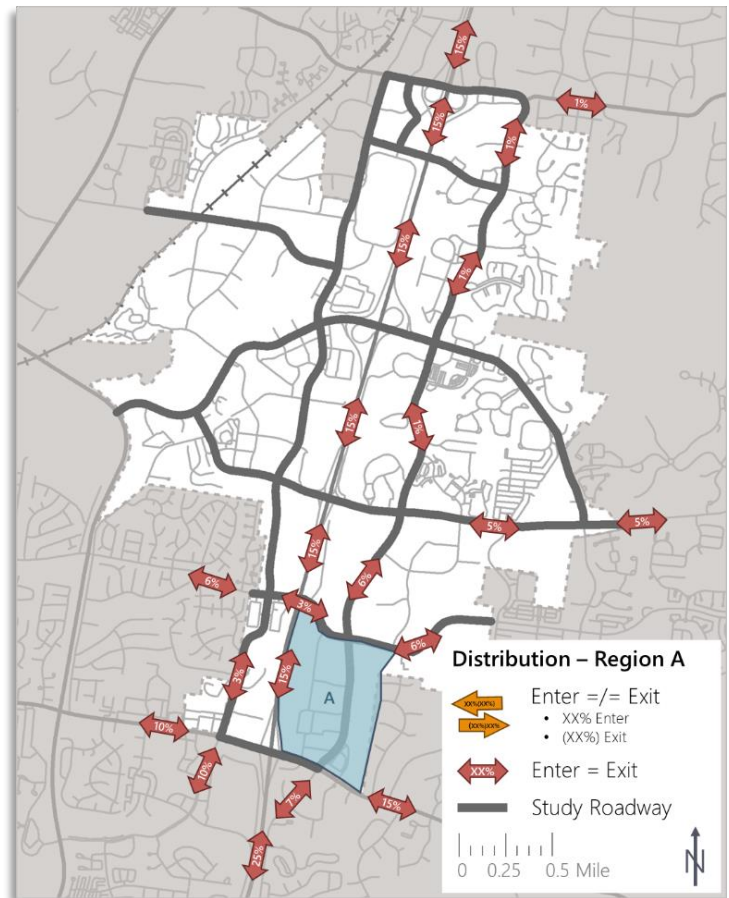 15%
1%
15%
1%
15%
1%
15%
1%
5%
5%
15%
6%
6%
3%
6%
3%
15%
A
10%
10%
7%
15%
25%
Distribution – Region A
XX%(XX%)
(XX%)XX%
Enter =/= Exit
• XX% Enter
• (XX%) Exit
XX%
Enter = Exit
Study Roadway
0 0.25 0.5 Mile
N